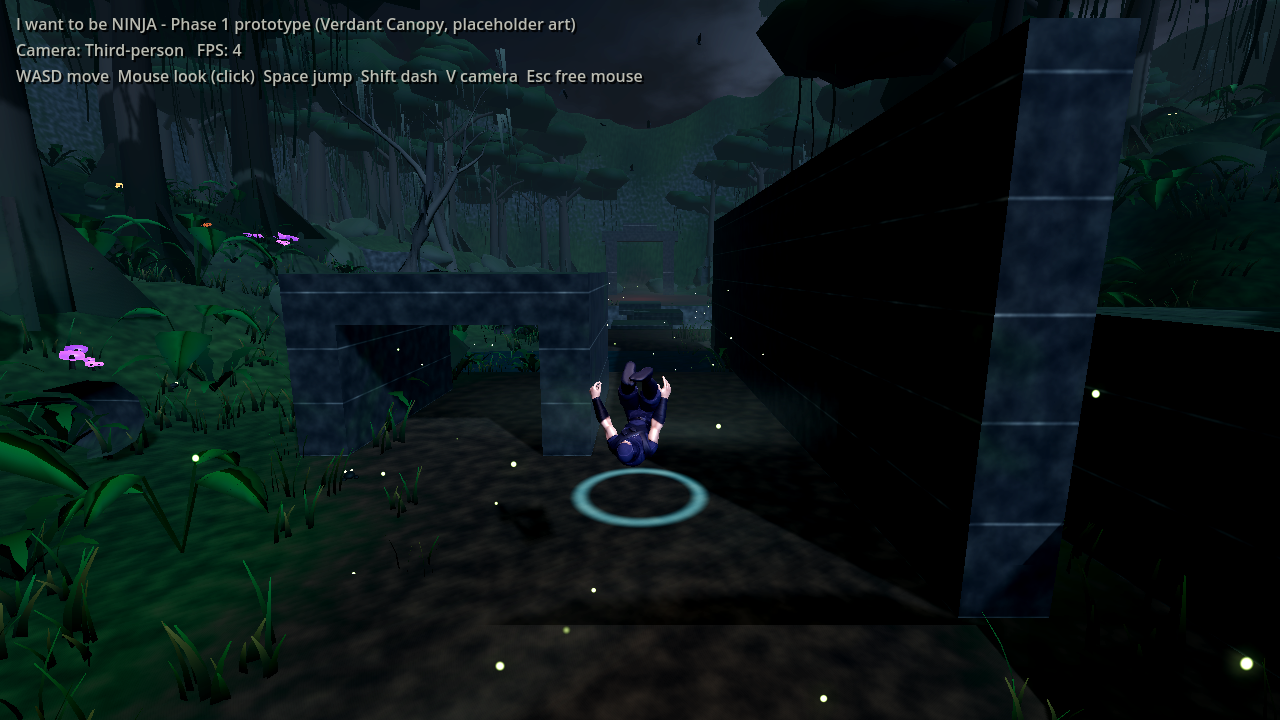 I want to be NINJA - Phase 1 prototype (Verdant Canopy, placeholder art)
Camera: Third-person   FPS: 4
WASD move  Mouse look (click)  Space jump  Shift dash  V camera  Esc free mouse